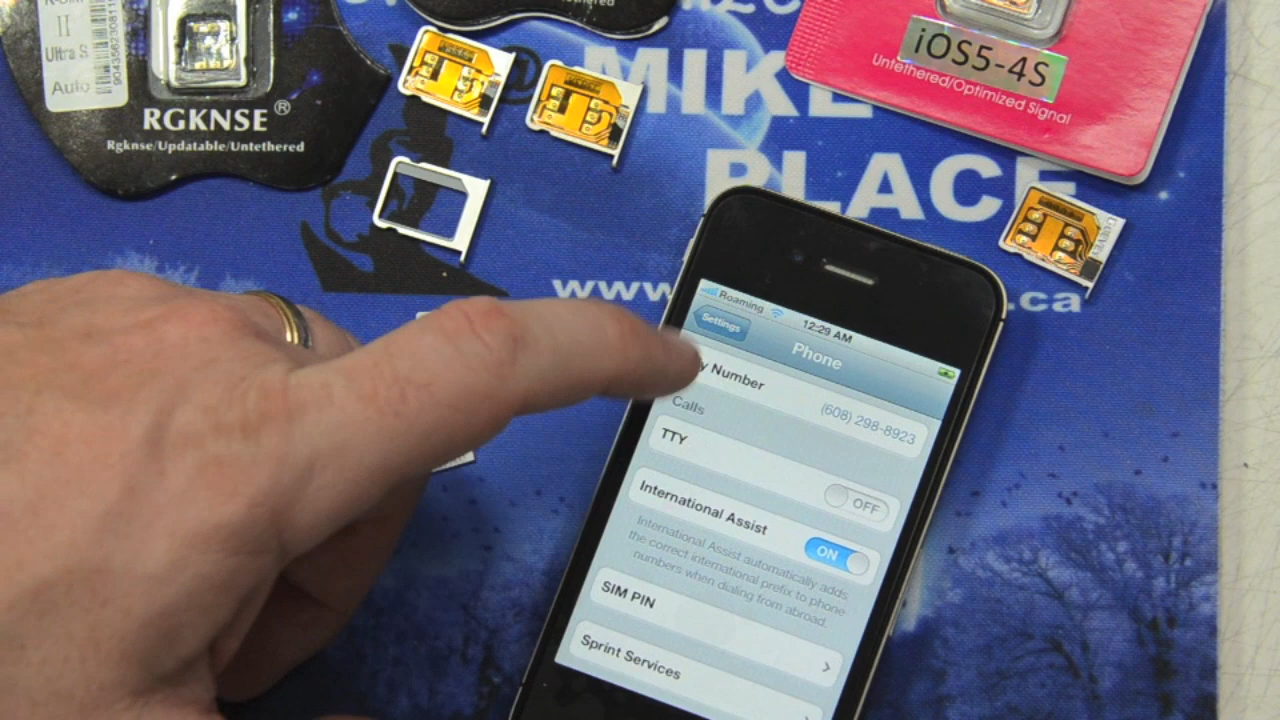 II
Ultra S
Auto
RGKNSE®
Rgknse/Updatable/Untethered
MIKE
PLACE
www
.ca
iOS5-4S
Untethered/Optimized Signal
Roaming
12:29 AM
Settings
Phone
y Number
(608) 298-8923
Calls
TTY
OFF
International Assist
ON
International Assist automatically adds
the correct international prefix to phone
numbers when dialing from abroad.
SIM PIN
Sprint Services